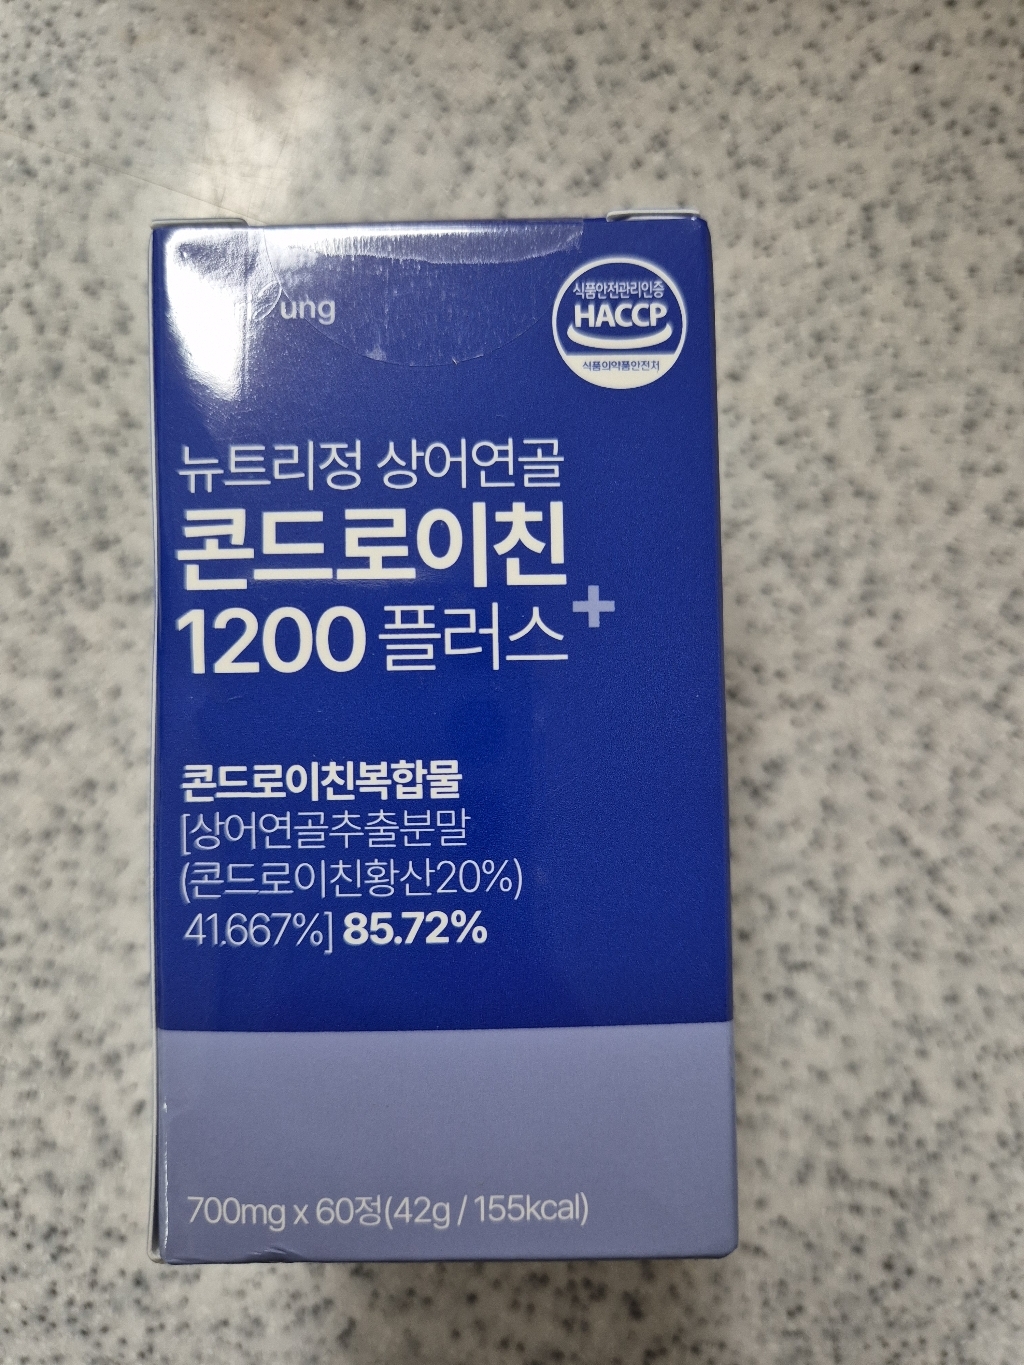 ung
식품안전관리인증
HACCP
식품의약품안전처
뉴트리정 상어연골
콘드로이친
1200 플러스+
콘드로이친복합물
[상어연골추출분말
(콘드로이친황산20%)
41.667%] 85.72%
700mg x 60정(42g / 155kcal)